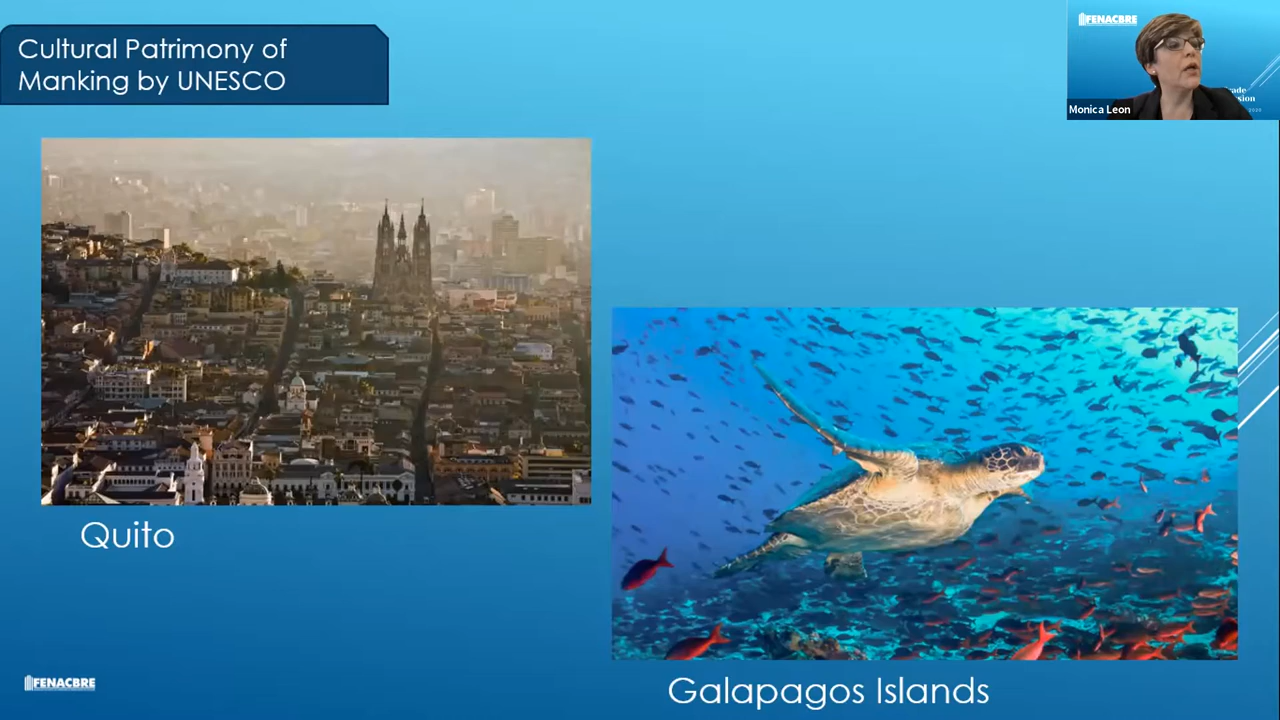 Cultural Patrimony of
Manking by UNESCO
FENACBRE
Monica Leon
Quito
Galapagos Islands
FENACBRE